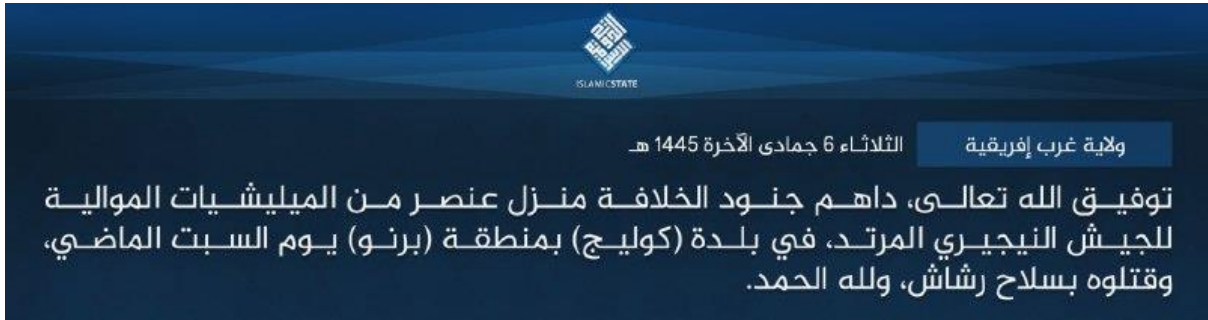 ISLAMICSTATE
ولاية غرب إفريقية الثلاثاء 6 جمادى الآخرة 1445 هـ
توفيق الله تعالى، داهم جنود الخلافة منزل عنصر من الميليشيات الموالية
للجيش النيجيري المرتد، في بلدة (كوليج) بمنطقة (برنو) يوم السبت الماضي،
وقتلوه بسلاح رشاش، ولله الحمد.